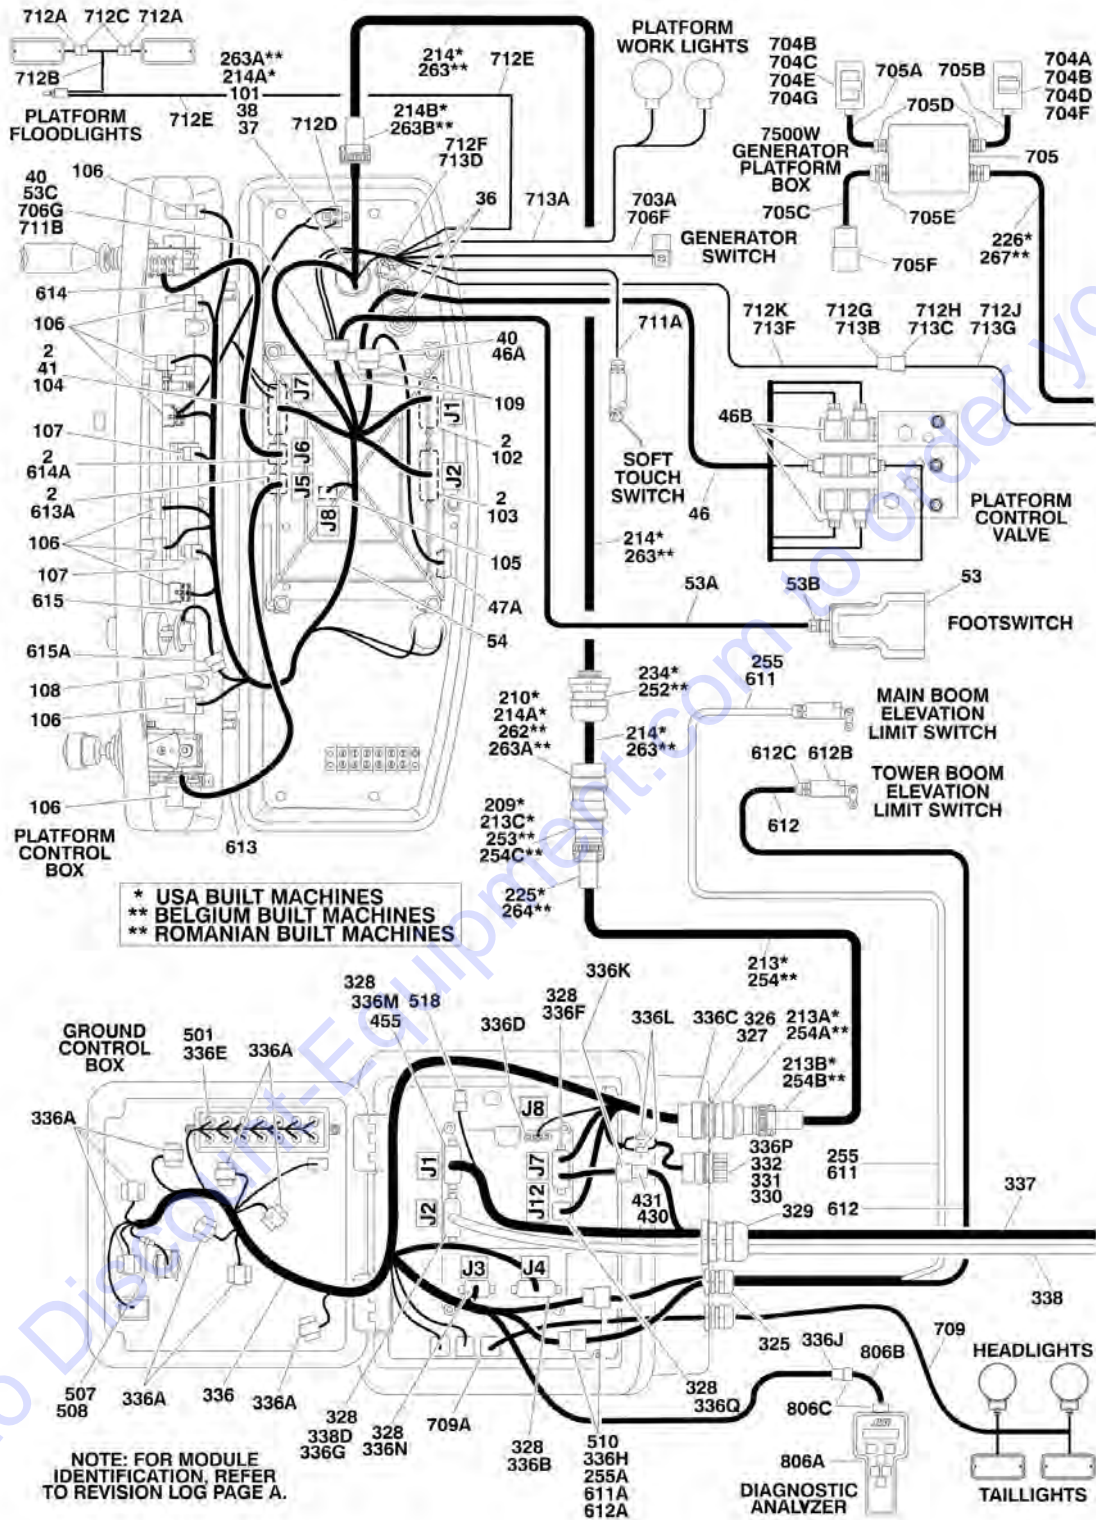 712A 712C 712A
712B
PLATFORM
FLOODLIGHTS
263A**
214A*
101
38
37
712E
712D
214*
263**
712E
214B*
263B**
712F
713D
36
PLATFORM
WORK LIGHTS
713A
703A
706F
GENERATOR
SWITCH
704B
704C
704E
704G
705A
705B
704A
704B
704D
704F
705D
7500W
GENERATOR
PLATFORM
BOX
705
705C
705E
705F
226*
267**
40
53C
706G
711B
106
614
106
2
41
104
107
2
614A
2
613A
106
107
615
615A
108
106
106
PLATFORM
CONTROL
BOX
613
J7
J6
J5
J8
J1
J2
40
46A
109
2
102
2
103
105
47A
54
711A
SOFT
TOUCH
SWITCH
712K
713F
712G
713B
712H
713C
712J
713G
46B
46
PLATFORM
CONTROL
VALVE
214*
263**
53A
53B
53
FOOTSWITCH
234*
252**
210*
214A*
262**
263A**
214*
263**
209*
213C*
253**
254C**
225*
264**
255
611
MAIN BOOM
ELEVATION
LIMIT SWITCH
612C 612B
TOWER BOOM
ELEVATION
LIMIT SWITCH
612
* USA BUILT MACHINES
** BELGIUM BUILT MACHINES
** ROMANIAN BUILT MACHINES
213*
254**
GROUND
CONTROL
BOX
501
336E
336A
336A
328
336M
455
518
336D
328
336F
336K
336L
336C
326
327
213A*
254A**
213B*
254B**
J8
J1
J7
J2
J12
J3
J4
336P
332
331
330
431
430
329
255
611
612
337
338
507
508
336A
336
336A
328
338D
336G
328
336N
709A
328
336B
510
336H
255A
611A
612A
328
336Q
325
336J
806B
806C
806A
DIAGNOSTIC
ANALYZER
709
HEADLIGHTS
TAILLIGHTS
NOTE: FOR MODULE
IDENTIFICATION, REFER
TO REVISION LOG PAGE A.
to Discount-Equipment.com to order yo